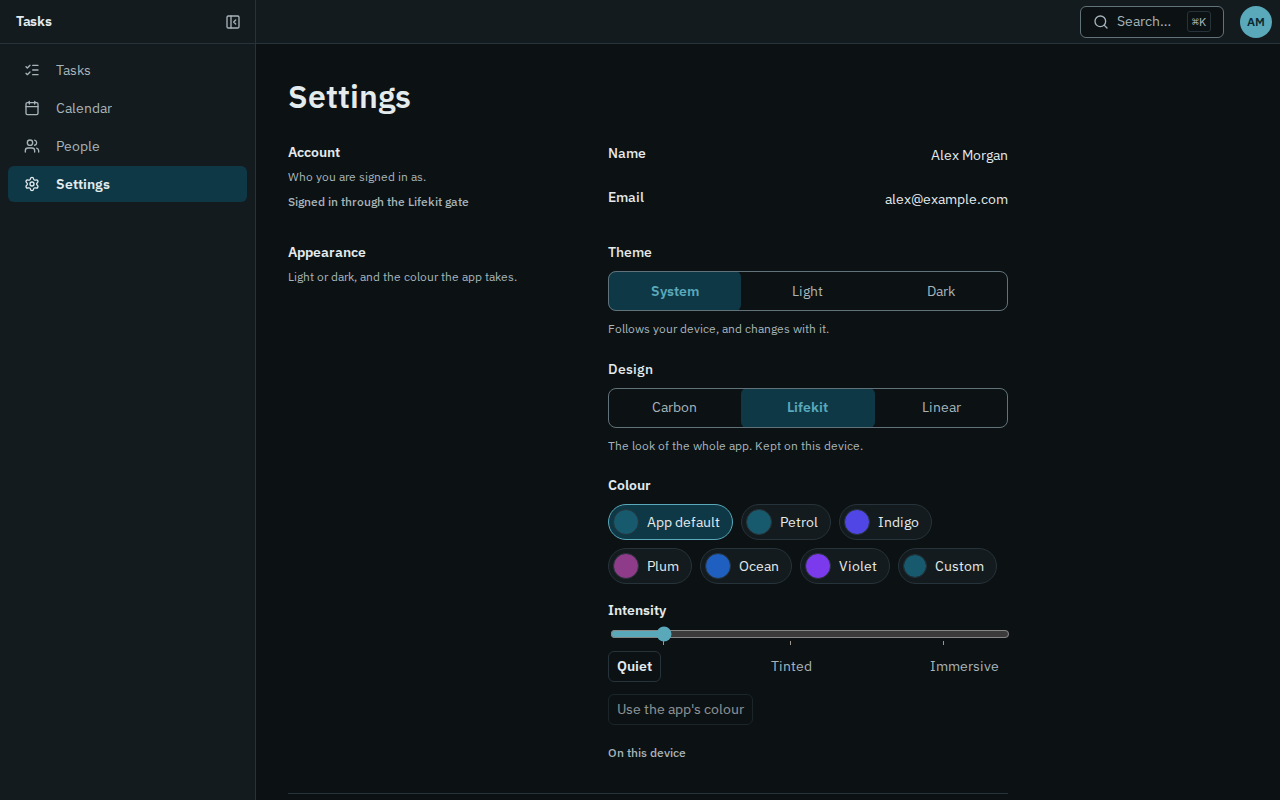 Tasks
Search... ⌘K
AM
Tasks
Calendar
People
Settings
Settings
Account
Who you are signed in as.
Signed in through the Lifekit gate
Name
Alex Morgan
Email
alex@example.com
Appearance
Light or dark, and the colour the app takes.
Theme
System Light Dark
Follows your device, and changes with it.
Design
Carbon Lifekit Linear
The look of the whole app. Kept on this device.
Colour
App default Petrol Indigo
Plum Ocean Violet Custom
Intensity
Quiet Tinted Immersive
Use the app's colour
On this device